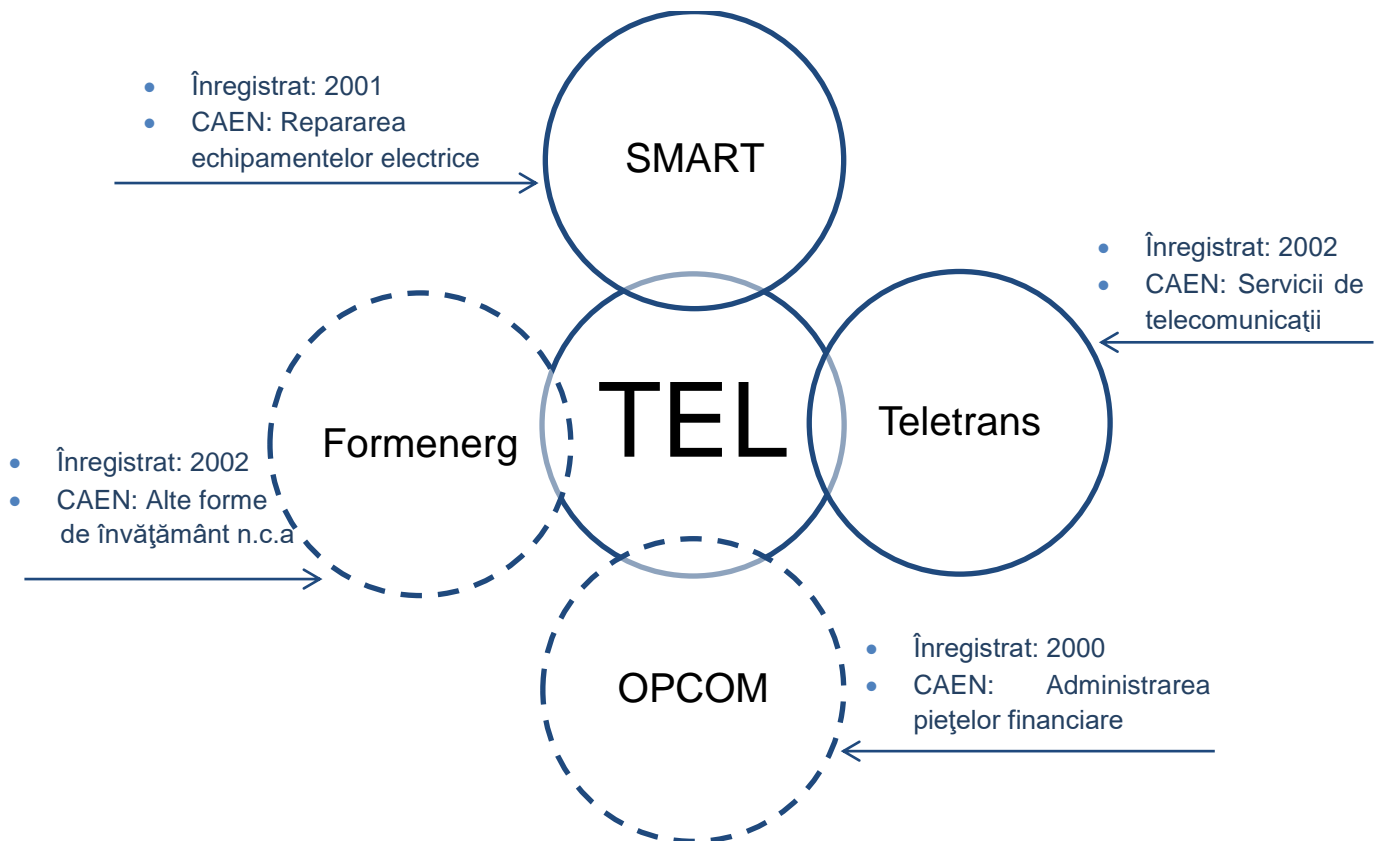 • Înregistrat: 2001
• CAEN: Repararea
echipamentelor electrice
SMART
• Înregistrat: 2002
• CAEN: Servicii de
telecomunicaţii
TEL
Teletrans
Formenerg
• Înregistrat: 2002
• CAEN: Alte forme
de învăţământ n.c.a
OPCOM
• Înregistrat: 2000
• CAEN: Administrarea
pieţelor financiare